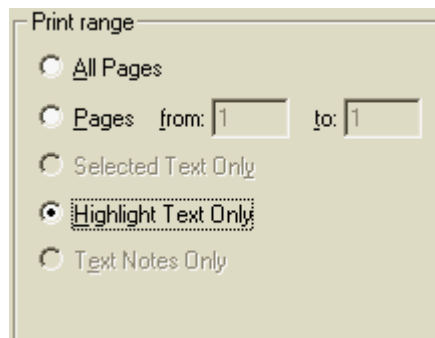 Print range
All Pages
Pages from: 1 to: 1
Selected Text Only
Highlight Text Only
Text Notes Only